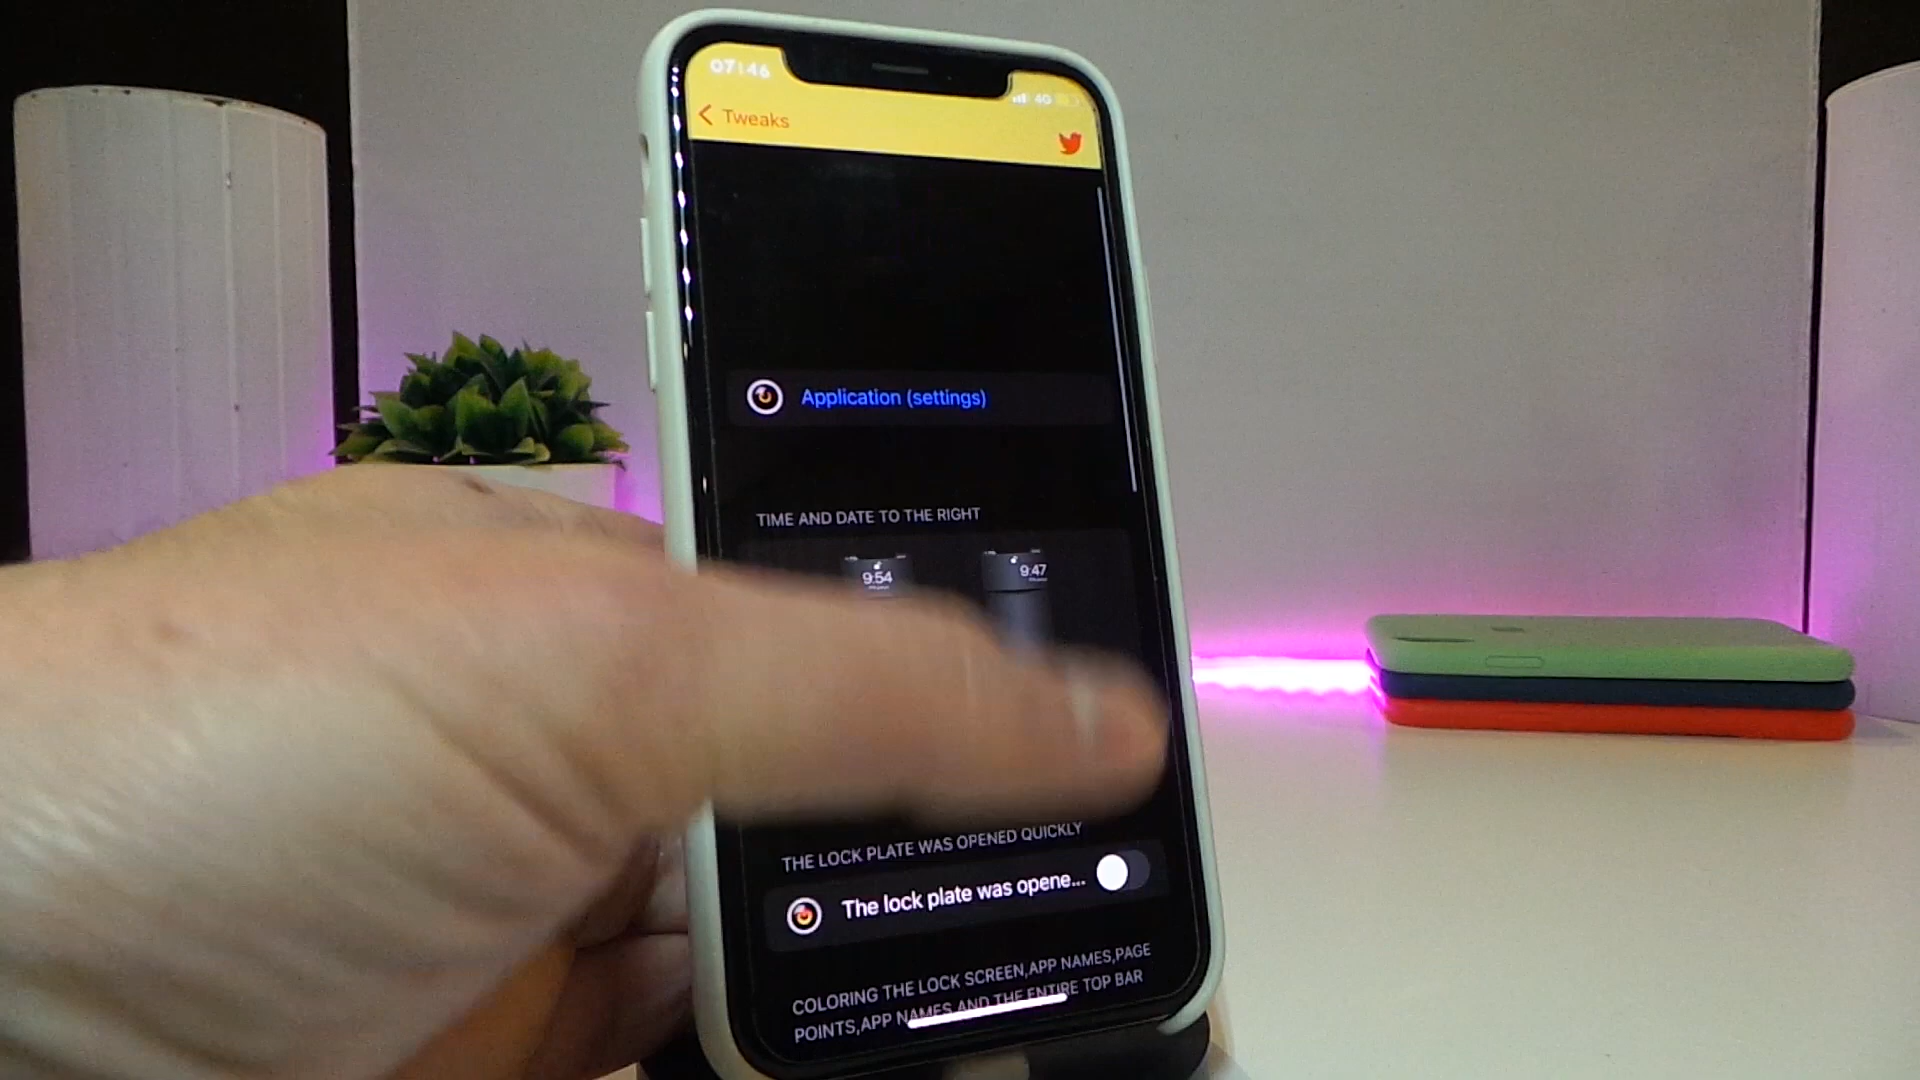 07:46
4G
Tweaks
Application (settings)
TIME AND DATE TO THE RIGHT
9:54
9:47
THE LOCK PLATE WAS OPENED QUICKLY
The lock plate was opene...
COLORING THE LOCK SCREEN,APP NAMES,PAGE
POINTS,APP NAMES AND THE ENTIRE TOP BAR